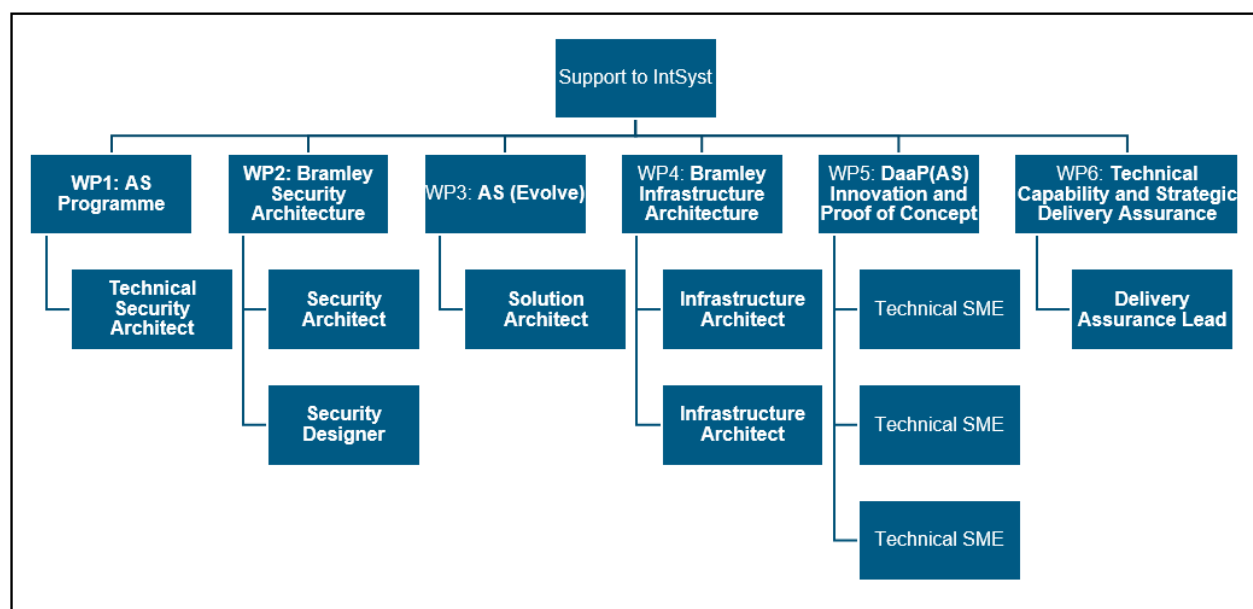 Support to IntSyst
WP1: AS
Programme
WP2: Bramley
Security
Architecture
WP3: AS (Evolve)
WP4: Bramley
Infrastructure
Architecture
WP5: DaaP(AS)
Innovation and
Proof of Concept
WP6: Technical
Capability and Strategic
Delivery Assurance
Technical
Security
Architect
Security
Architect
Solution
Architect
Infrastructure
Architect
Technical SME
Delivery
Assurance Lead
Security
Designer
Infrastructure
Architect
Technical SME
Technical SME